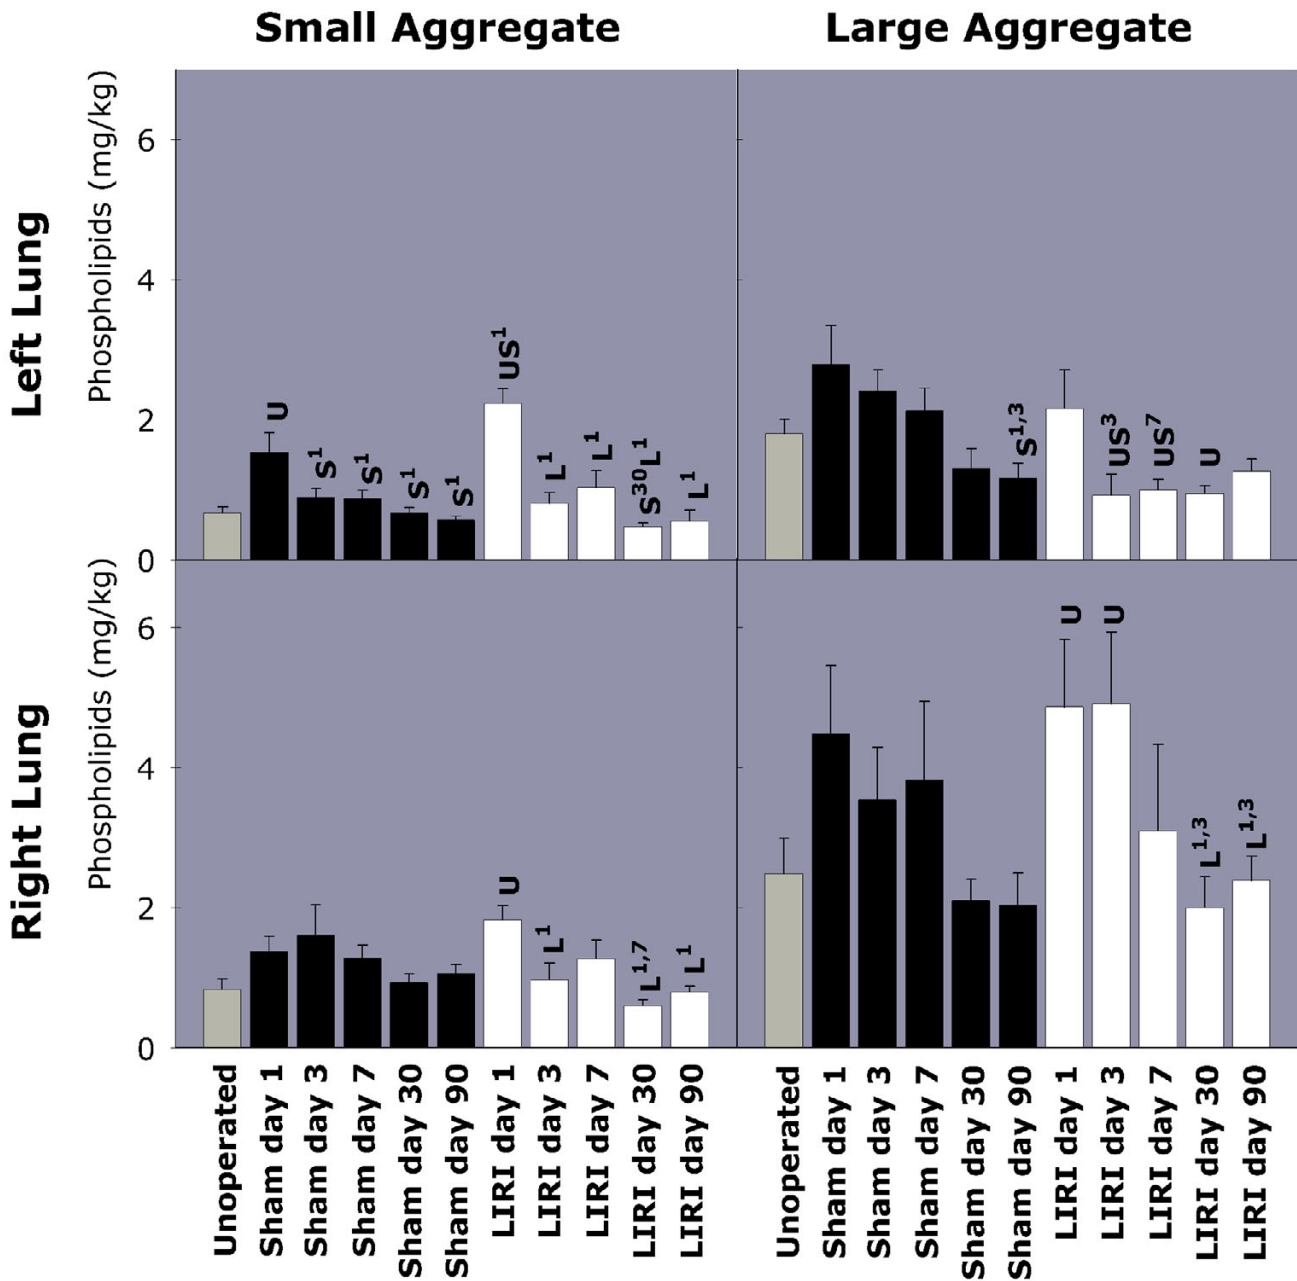 Small Aggregate
Large Aggregate
Left Lung
Phospholipids (mg/kg)
6
4
2
0
U
S¹
S¹
S¹
S¹
US¹
L¹
L¹
S³⁰L¹
L¹
S¹,³
US³
US⁷
U
Right Lung
Phospholipids (mg/kg)
6
4
2
0
U
L¹
L¹,⁷
L¹
U
U
L¹,³
L¹,³
Unoperated
Sham day 1
Sham day 3
Sham day 7
Sham day 30
Sham day 90
LIRI day 1
LIRI day 3
LIRI day 7
LIRI day 30
LIRI day 90
Unoperated
Sham day 1
Sham day 3
Sham day 7
Sham day 30
Sham day 90
LIRI day 1
LIRI day 3
LIRI day 7
LIRI day 30
LIRI day 90